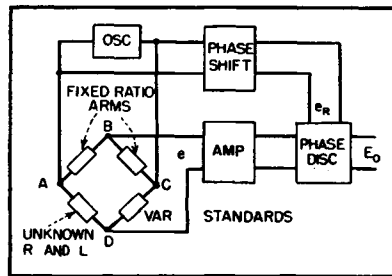 OSC
PHASE
SHIFT
FIXED RATIO
ARMS
e_R
B
e
AMP
PHASE
DISC
E_O
A
C
VAR
STANDARDS
UNKNOWN
R AND L
D